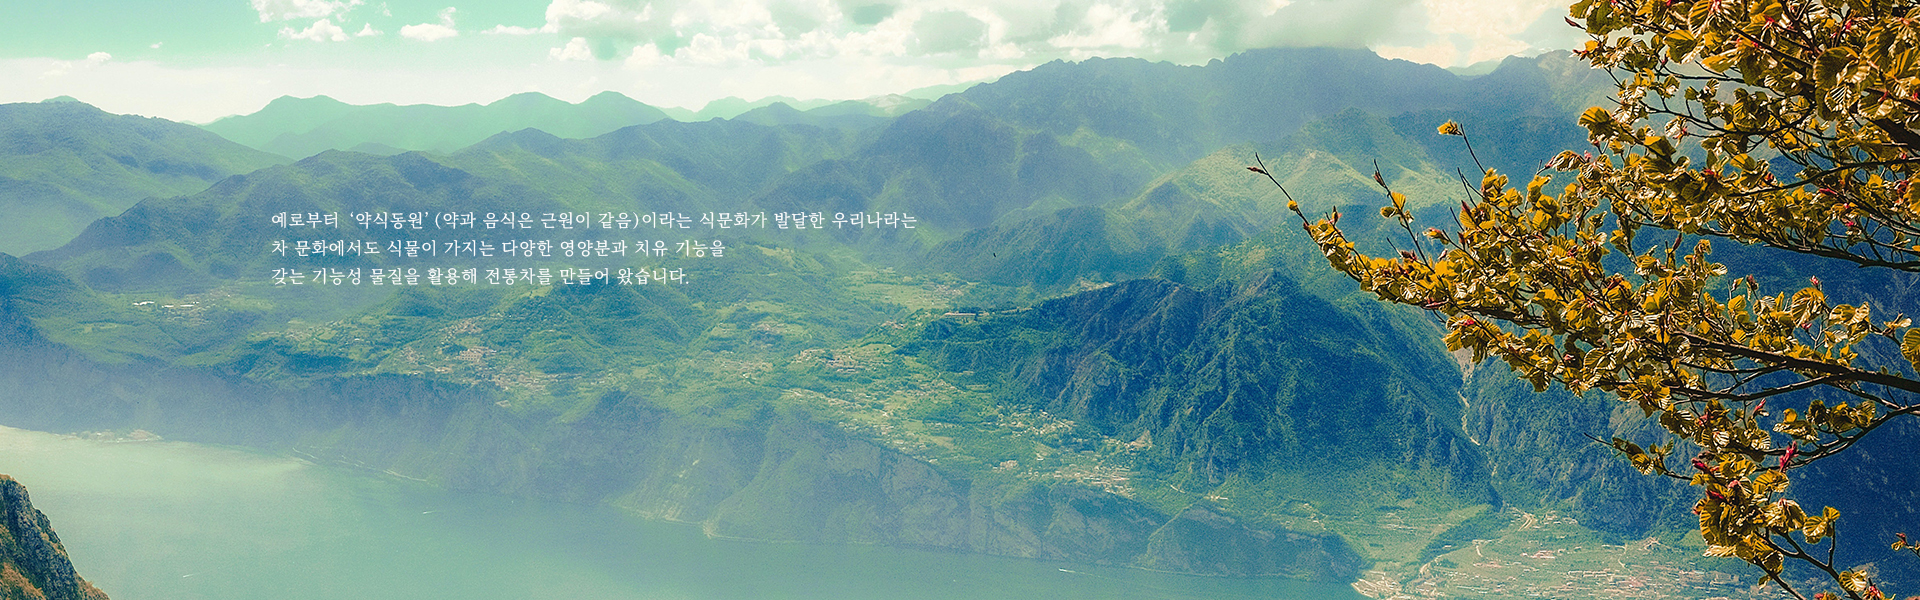 예로부터 ‘약식동원’ (약과 음식은 근원이 같음)이라는 식문화가 발달한 우리나라는
차 문화에서도 식물이 가지는 다양한 영양분과 치유 기능을
갖는 기능성 물질을 활용해 전통차를 만들어 왔습니다.